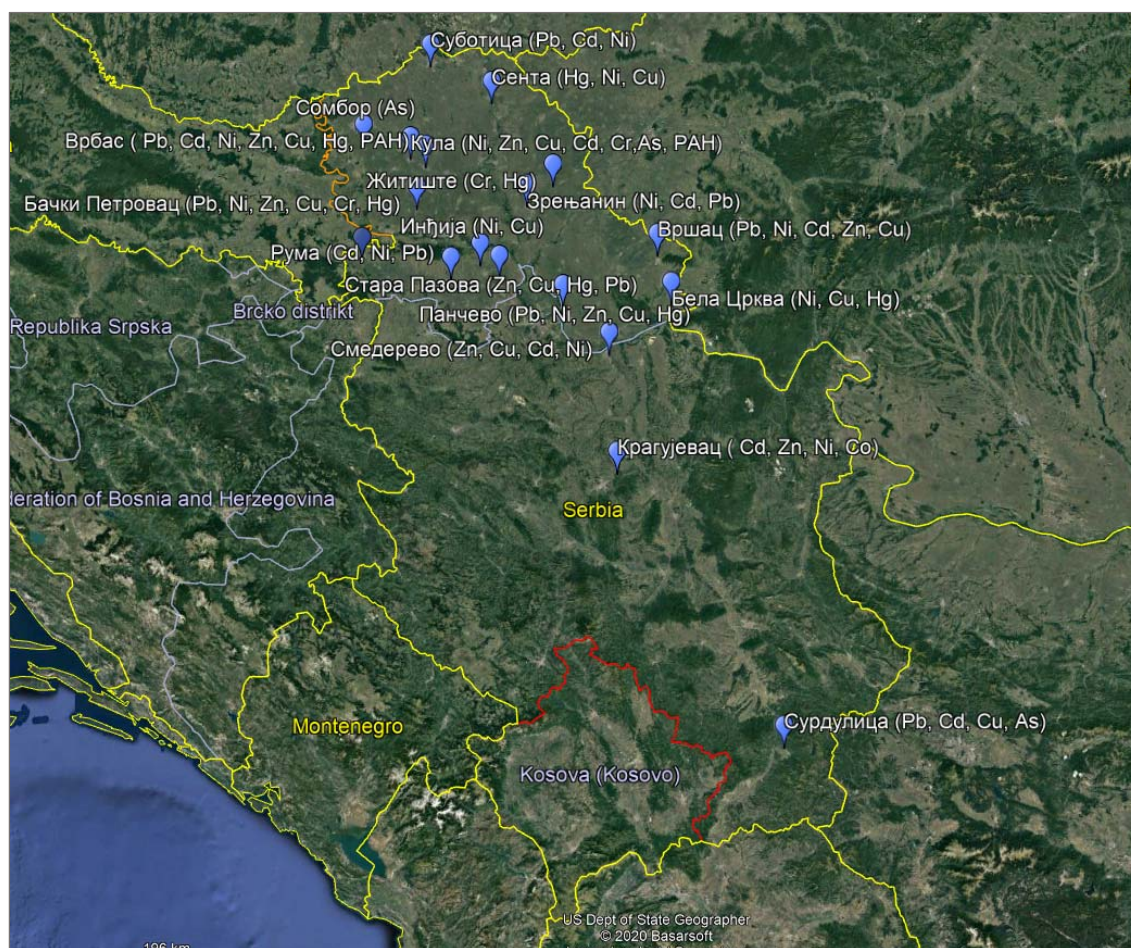 Суботица (Pb, Cd, Ni)
Сента (Hg, Ni, Cu)
Сомбор (As)
Врбас ( Pb, Cd, Ni, Zn, Cu, Hg, PAH)
Кула (Ni, Zn, Cu, Cd, Cr,As, PAH)
Житиште (Cr, Hg)
Бачки Петровац (Pb, Ni, Zn, Cu, Cr, Hg)
Зрењанин (Ni, Cd, Pb)
Инђија (Ni, Cu)
Вршац (Pb, Ni, Cd, Zn, Cu)
Рума (Cd, Ni, Pb)
Стара Пазова (Zn, Cu, Hg, Pb)
Бела Црква (Ni, Cu, Hg)
Brcko distrikt
Панчево (Pb, Ni, Zn, Cu, Hg)
Republika Srpska
Смедерево (Zn, Cu, Cd, Ni)
Крагујевац ( Cd, Zn, Ni, Co)
deration of Bosnia and Herzegovina
Serbia
Сурдулица (Pb, Cd, Cu, As)
Montenegro
Kosova (Kosovo)
US Dept of State Geographer
© 2020 Basarsoft
196 km